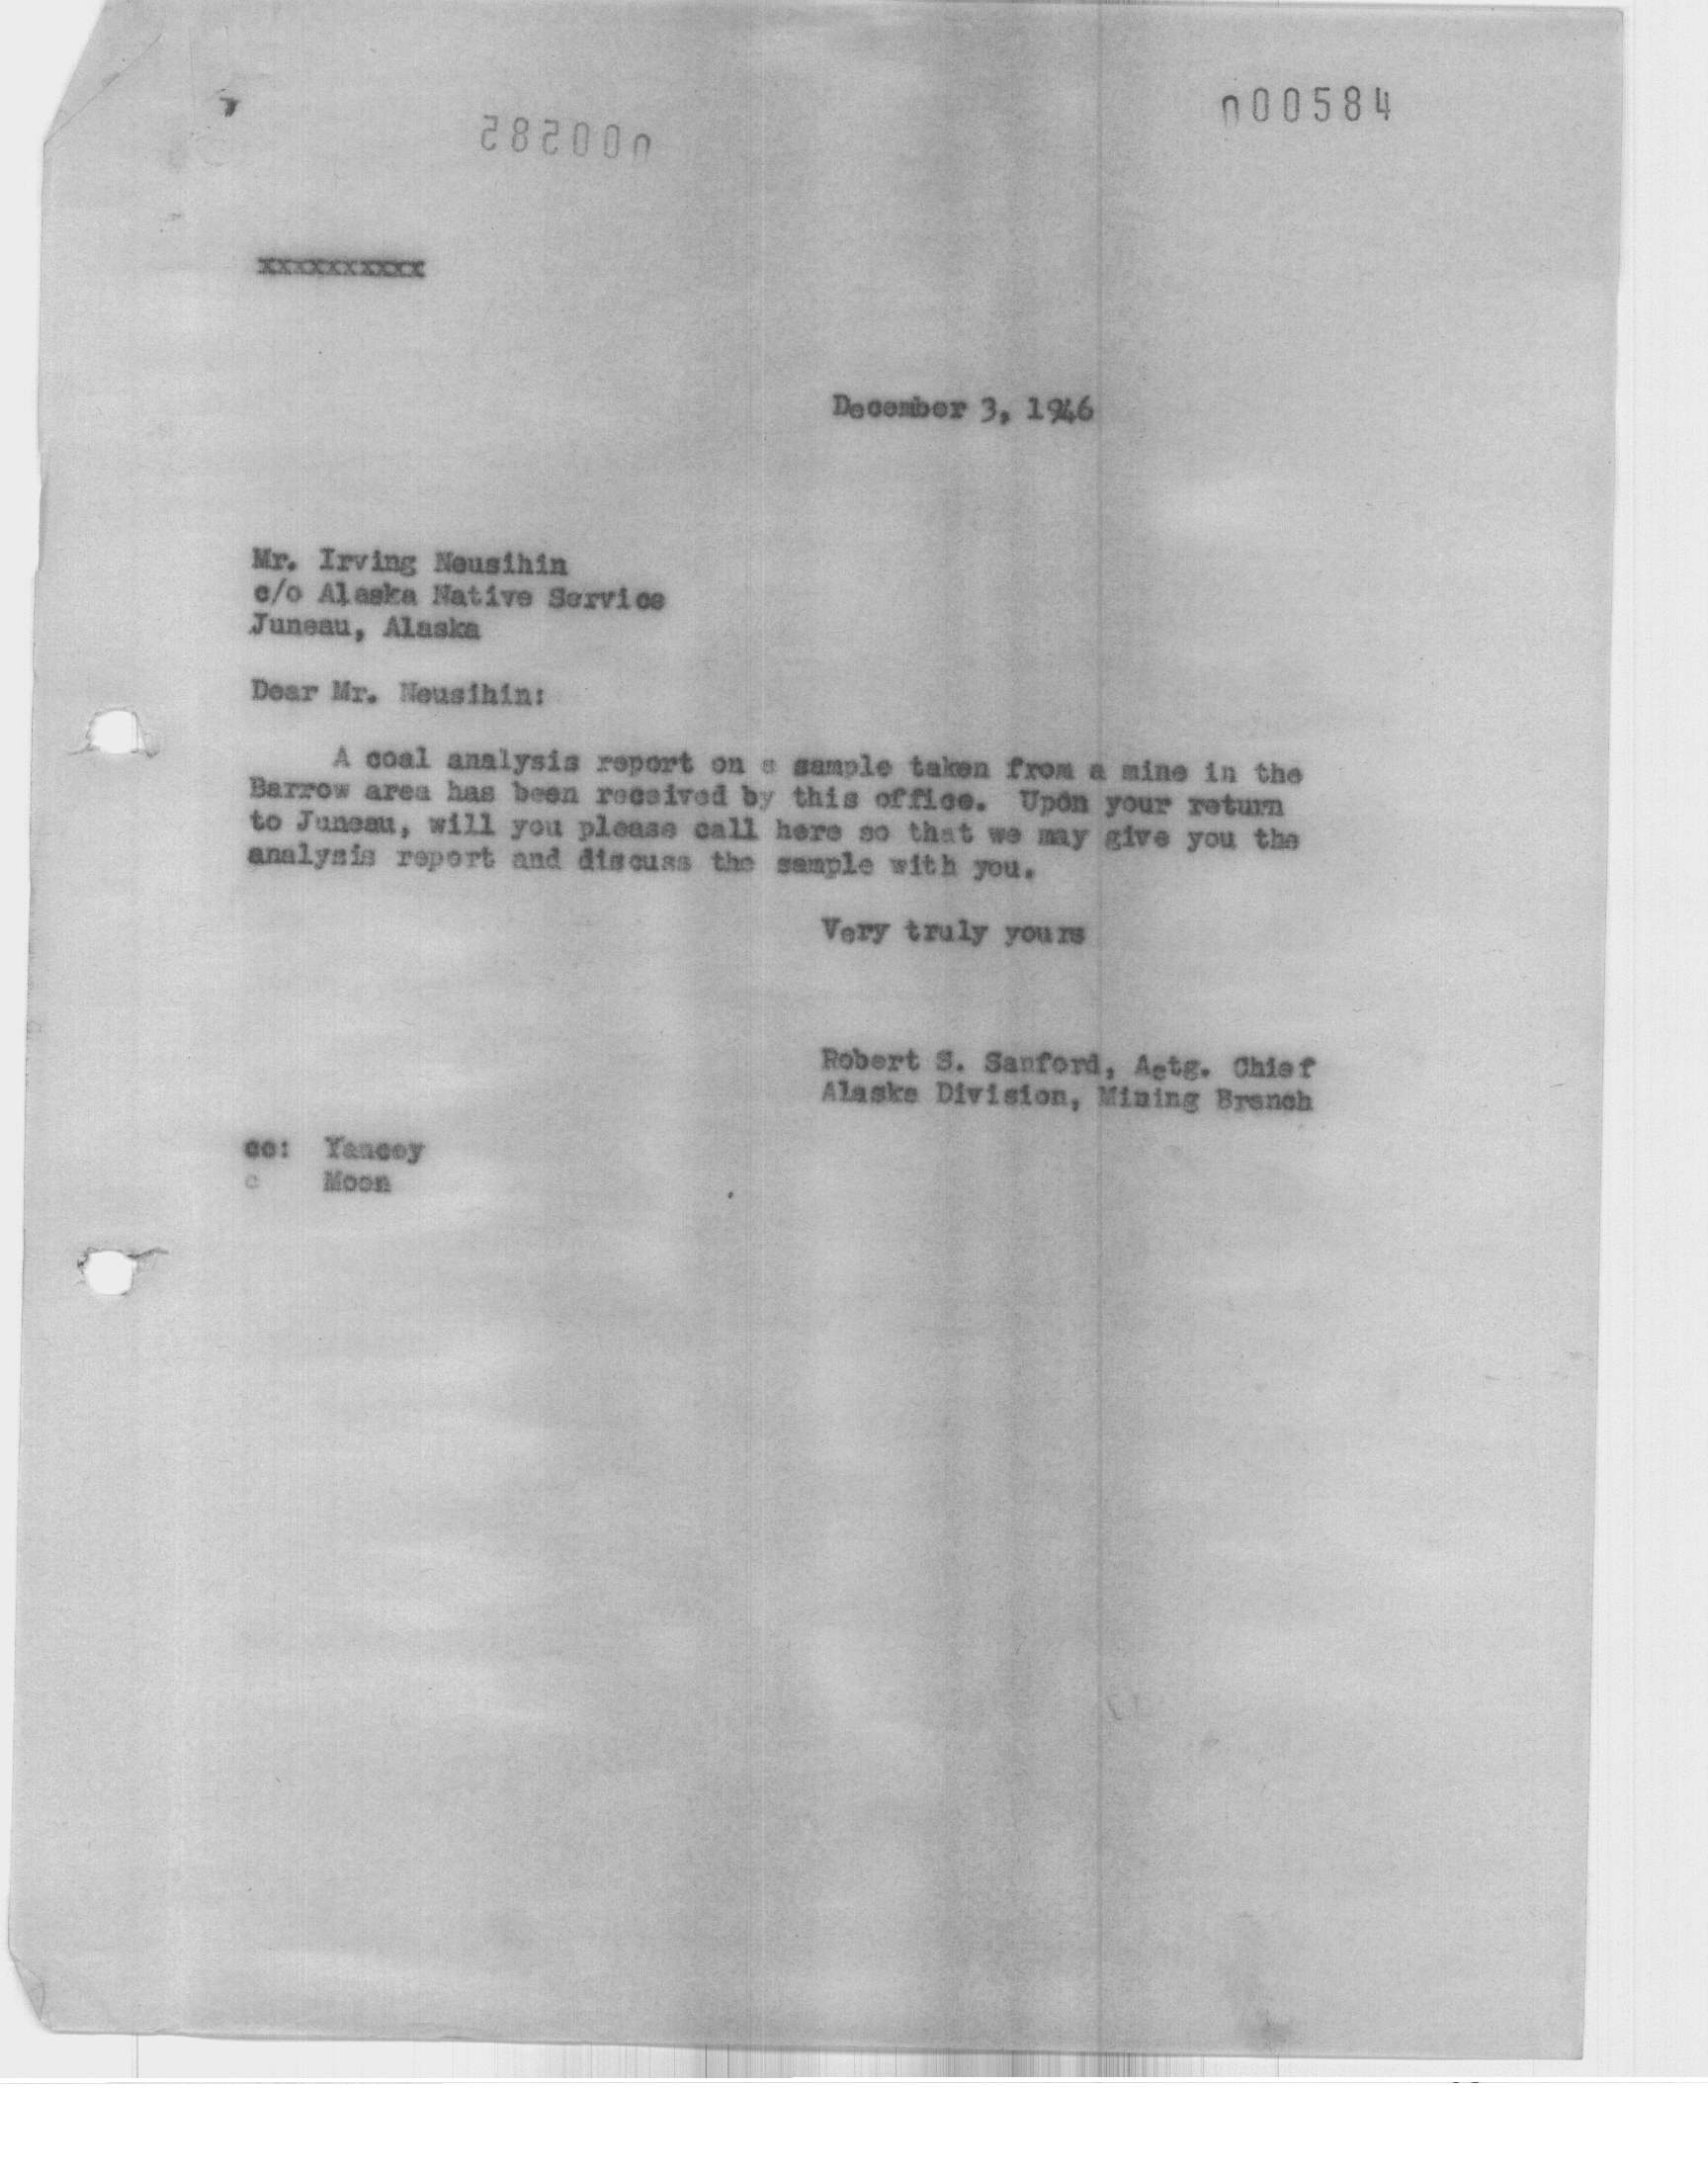 000584
000585
xxxxxxxxxx
December 3, 1946
Mr. Irving Neusihin
c/o Alaska Native Service
Juneau, Alaska
Dear Mr. Neusihin:
A coal analysis report on a sample taken from a mine in the
Barrow area has been received by this office.  Upon your return
to Juneau, will you please call here so that we may give you the
analysis report and discuss the sample with you.
Very truly yours
Robert S. Sanford, Actg. Chief
Alaska Division, Mining Branch
cc: Yancey
c Moon